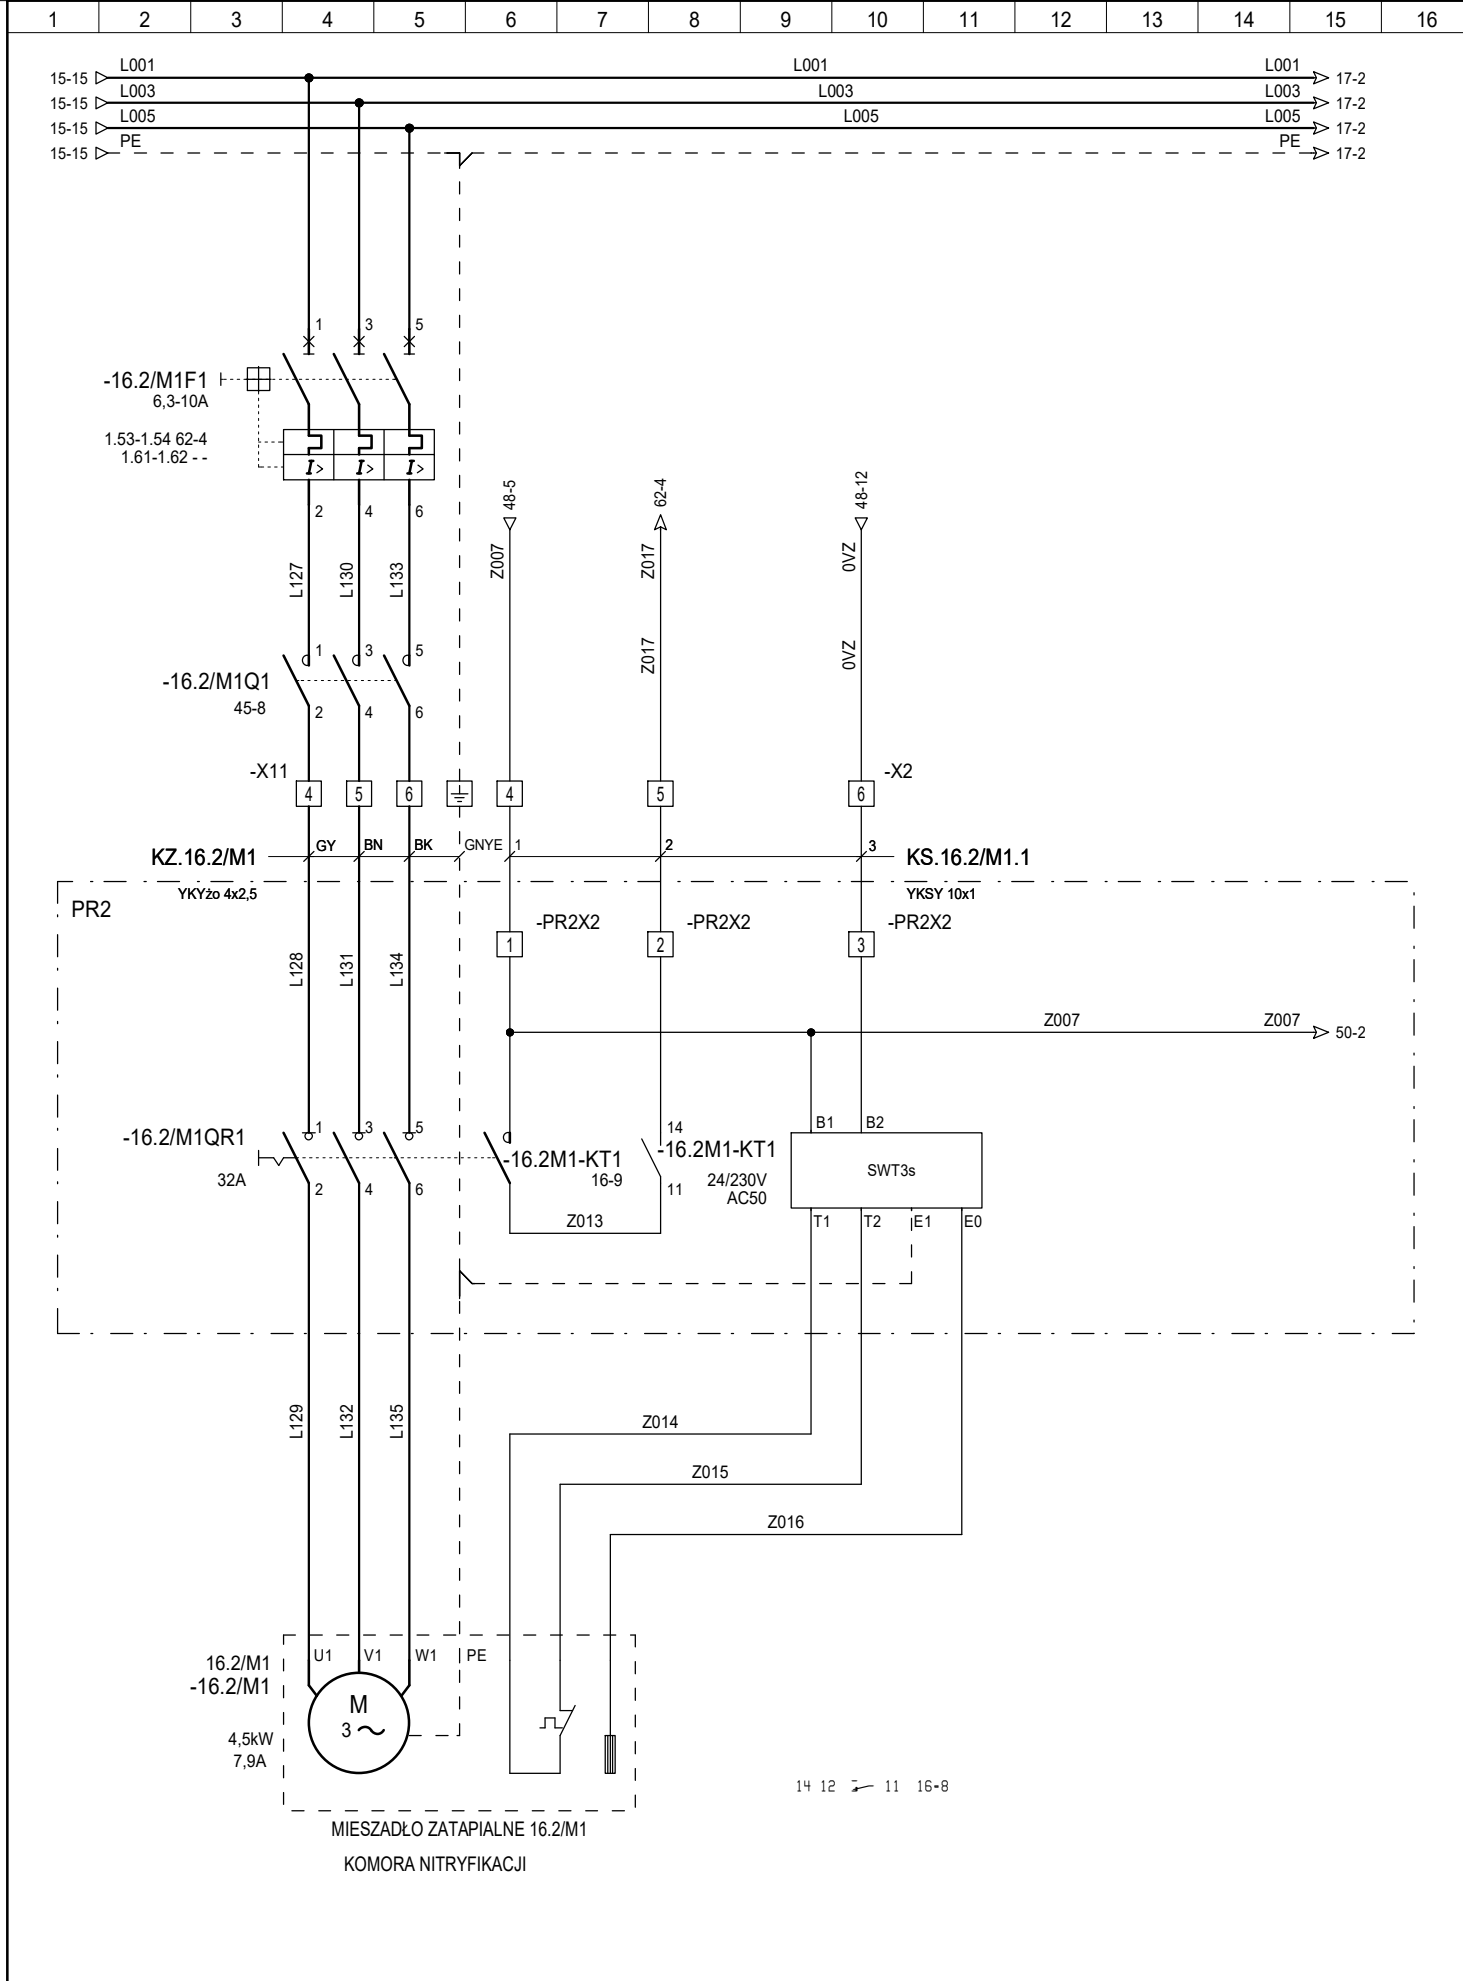 1 2 3 4 5 6 7 8 9 10 11 12 13 14 15 16
L001 L001 L001
15-15 17-2
L003 L003 L003
15-15 17-2
L005 L005 L005
15-15 17-2
PE PE
15-15 17-2
1 3 5
-16.2/M1F1
6,3-10A
1.53-1.54 62-4
1.61-1.62 - -
I> I> I>
2 4 6
48-5 62-4 48-12
L127 L130 L133 Z007 Z017 0VZ
Z017 0VZ
1 3 5
-16.2/M1Q1
45-8
2 4 6
-X11 -X2
4 5 6 4 5 6
GY BN BK GNYE 1 2 3
KZ.16.2/M1 KS.16.2/M1.1
YKYżo 4x2,5 YKSY 10x1
PR2
-PR2X2 -PR2X2 -PR2X2
1 2 3
L128 L131 L134
Z007 Z007
50-2
1 3 5 14 B1 B2
-16.2/M1QR1
-16.2M1-KT1 -16.2M1-KT1
32A 16-9 24/230V SWT3s
AC50
2 4 6 11
Z013 T1 T2 E1 E0
L129 L132 L135
Z014
Z015
Z016
U1 V1 W1 PE
16.2/M1
-16.2/M1
M
3
4,5kW
7,9A
14 12 11 16-8
MIESZADŁO ZATAPIALNE 16.2/M1
KOMORA NITRYFIKACJI